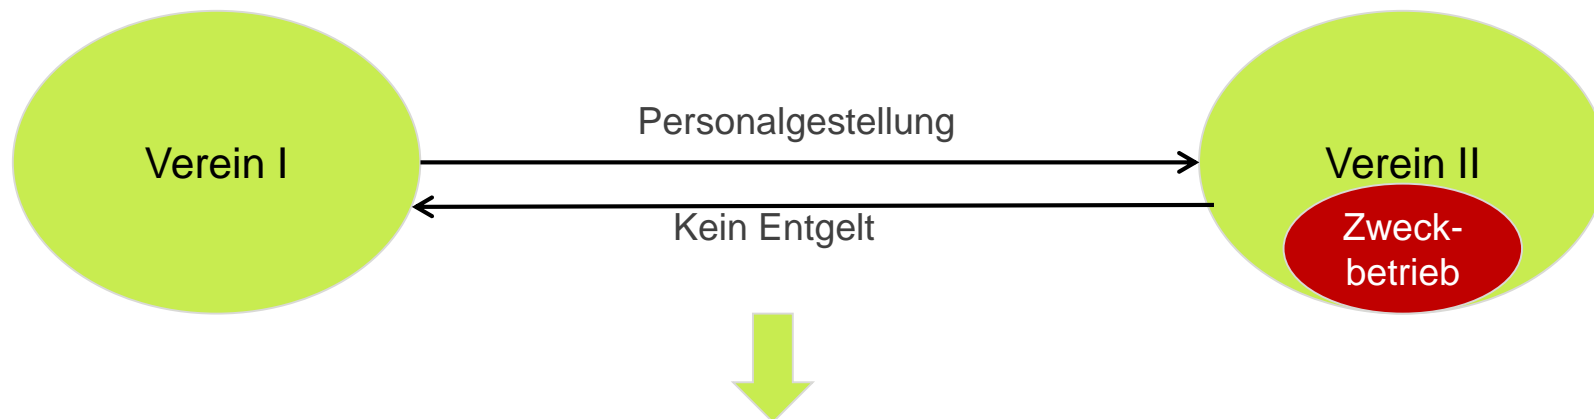 Personalgestellung
Verein I
Verein II
Kein Entgelt
Zweck-
betrieb